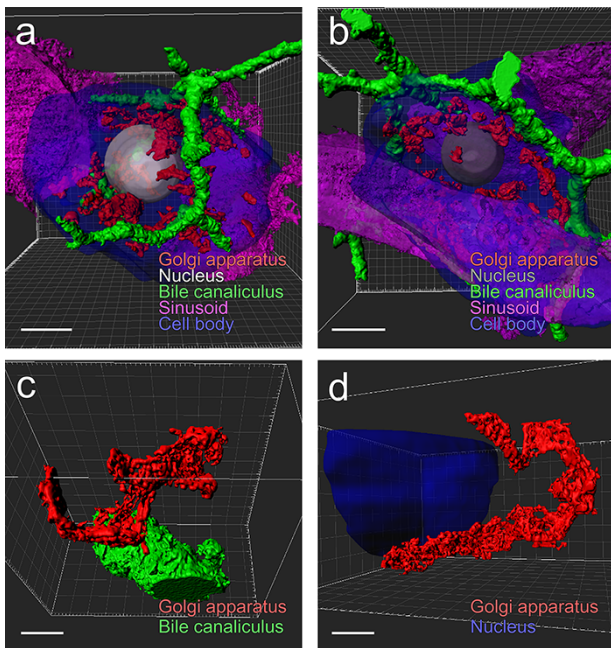 a
Golgi apparatus
Nucleus
Bile canaliculus
Sinusoid
Cell body
b
Golgi apparatus
Nucleus
Bile canaliculus
Sinusoid
Cell body
c
Golgi apparatus
Bile canaliculus
d
Golgi apparatus
Nucleus